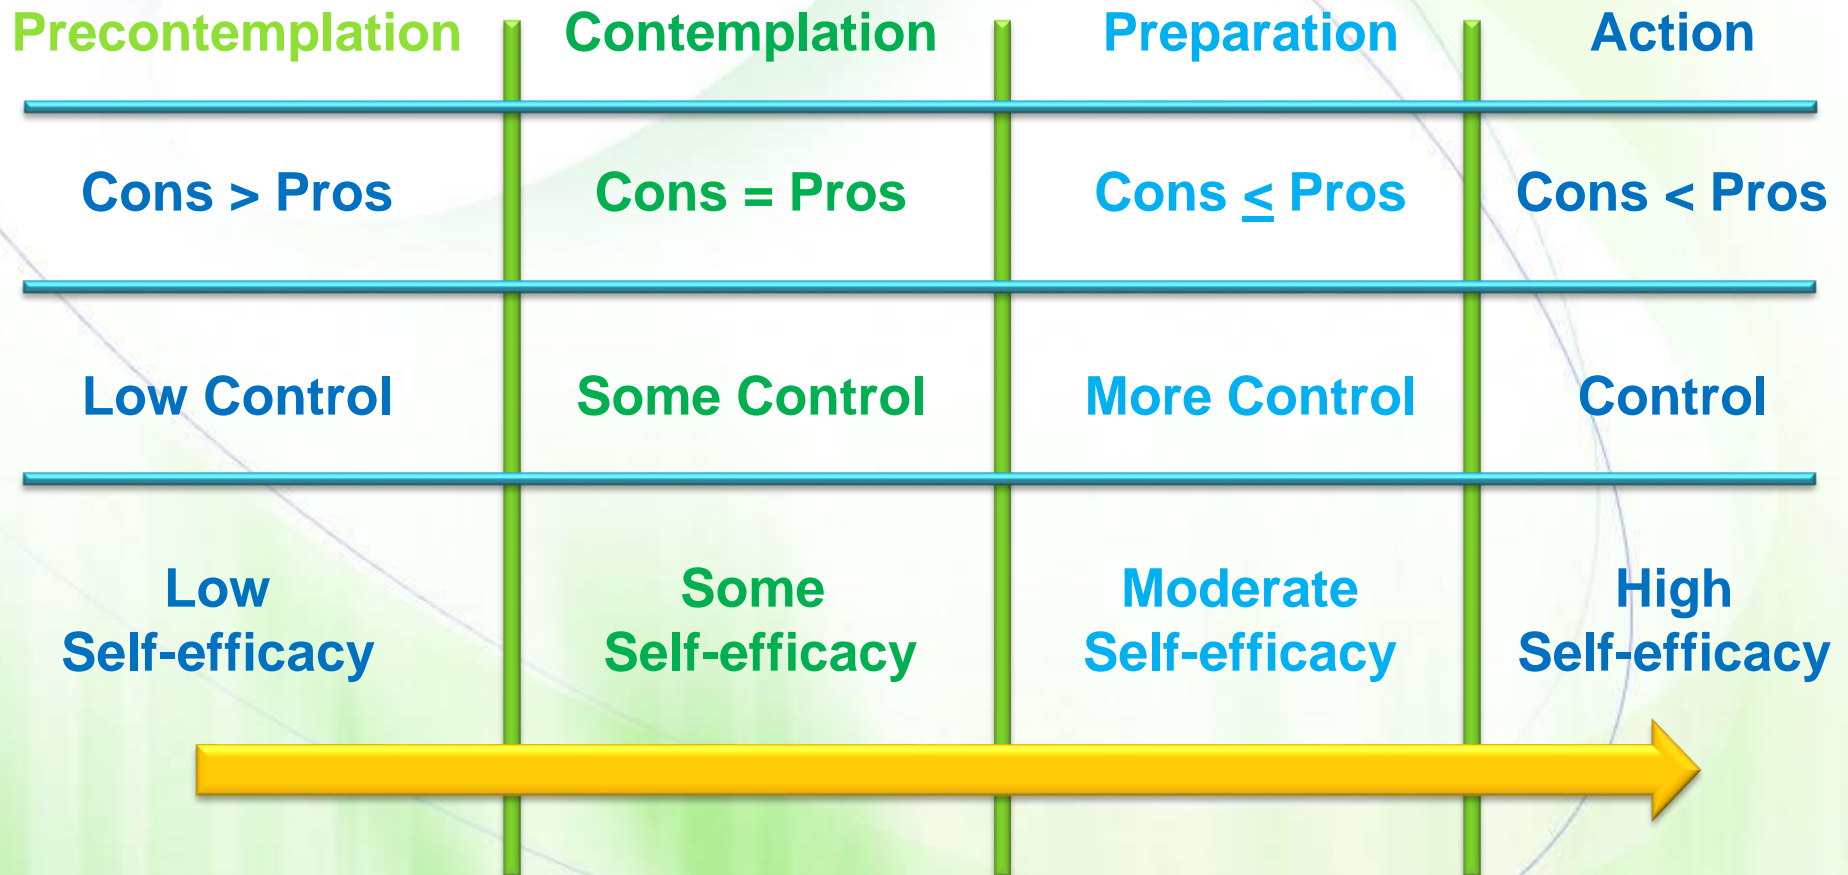 Precontemplation Contemplation Preparation Action
Cons > Pros Cons = Pros Cons ≤ Pros Cons < Pros
Low Control Some Control More Control Control
Low Some Moderate High
Self-efficacy Self-efficacy Self-efficacy Self-efficacy